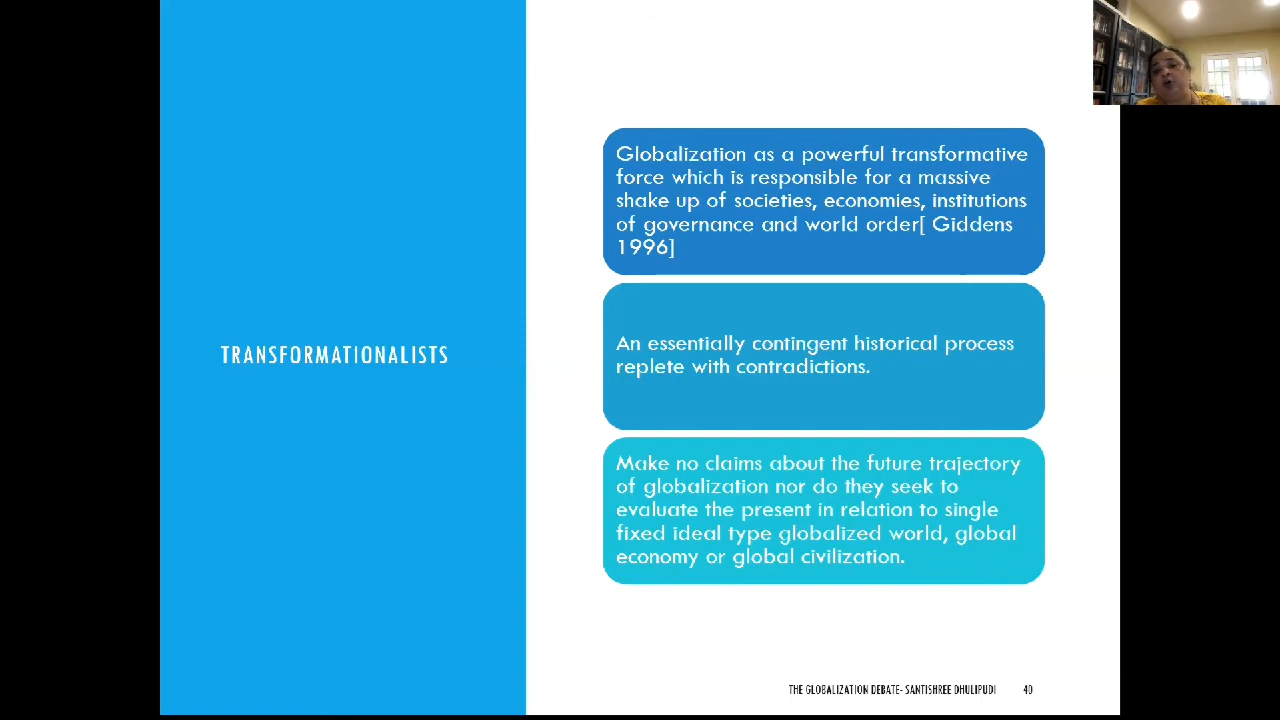 TRANSFORMATIONALISTS
Globalization as a powerful transformative
force which is responsible for a massive
shake up of societies, economies, institutions
of governance and world order[ Giddens
1996]
An essentially contingent historical process
replete with contradictions.
Make no claims about the future trajectory
of globalization nor do they seek to
evaluate the present in relation to single
fixed ideal type globalized world, global
economy or global civilization.
THE GLOBALIZATION DEBATE- SANTISHREE DHULIPUDI 40